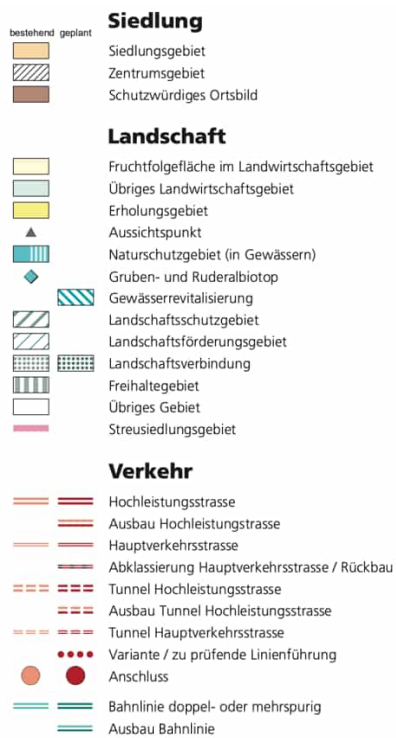 Siedlung
bestehend geplant
Siedlungsgebiet
Zentrumsgebiet
Schutzwürdiges Ortsbild
Landschaft
Fruchtfolgefläche im Landwirtschaftsgebiet
Übriges Landwirtschaftsgebiet
Erholungsgebiet
Aussichtspunkt
Naturschutzgebiet (in Gewässern)
Gruben- und Ruderalbiotop
Gewässerrevitalisierung
Landschaftsschutzgebiet
Landschaftsförderungsgebiet
Landschaftsverbindung
Freihaltegebiet
Übriges Gebiet
Streusiedlungsgebiet
Verkehr
Hochleistungsstrasse
Ausbau Hochleistungstrasse
Hauptverkehrsstrasse
Abklassierung Hauptverkehrsstrasse / Rückbau
Tunnel Hochleistungsstrasse
Ausbau Tunnel Hochleistungsstrasse
Tunnel Hauptverkehrsstrasse
Variante / zu prüfende Linienführung
Anschluss
Bahnlinie doppel- oder mehrspurig
Ausbau Bahnlinie